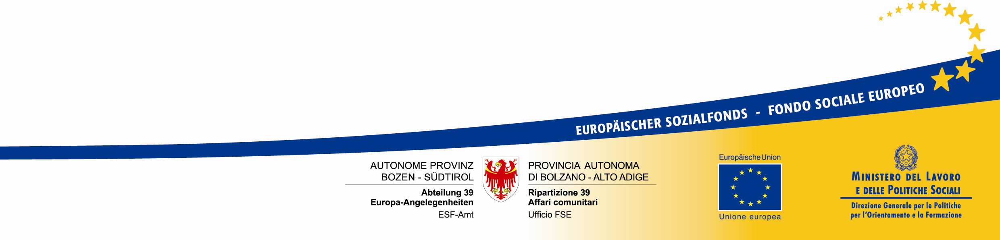 EUROPÄISCHER SOZIALFONDS - FONDO SOCIALE EUROPEO
AUTONOME PROVINZ
BOZEN - SÜDTIROL
Abteilung 39
Europa-Angelegenheiten
ESF-Amt
PROVINCIA AUTONOMA
DI BOLZANO - ALTO ADIGE
Ripartizione 39
Affari comunitari
Ufficio FSE
Europäische Union
Unione europea
MINISTERO DEL LAVORO
E DELLE POLITICHE SOCIALI
Direzione Generale per le Politiche
per l'Orientamento e la Formazione